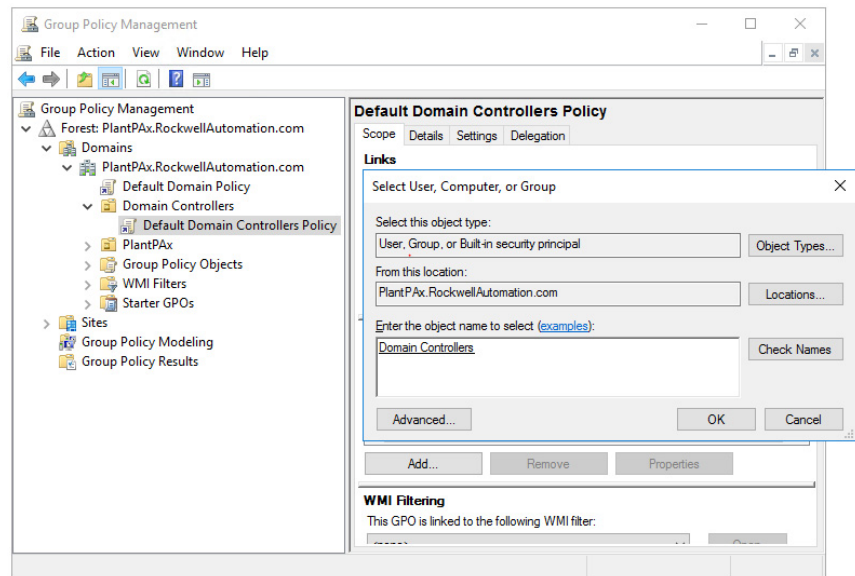 Group Policy Management
File Action View Window Help
Group Policy Management
Forest: PlantPAx.RockwellAutomation.com
Domains
PlantPAx.RockwellAutomation.com
Default Domain Policy
Domain Controllers
Default Domain Controllers Policy
PlantPAx
Group Policy Objects
WMI Filters
Starter GPOs
Sites
Group Policy Modeling
Group Policy Results
Default Domain Controllers Policy
Scope Details Settings Delegation
Links
Select User, Computer, or Group
Select this object type:
User, Group, or Built-in security principal Object Types...
From this location:
PlantPAx.RockwellAutomation.com Locations...
Enter the object name to select (examples):
Domain Controllers Check Names
Advanced... OK Cancel
Add... Remove Properties
WMI Filtering
This GPO is linked to the following WMI filter: